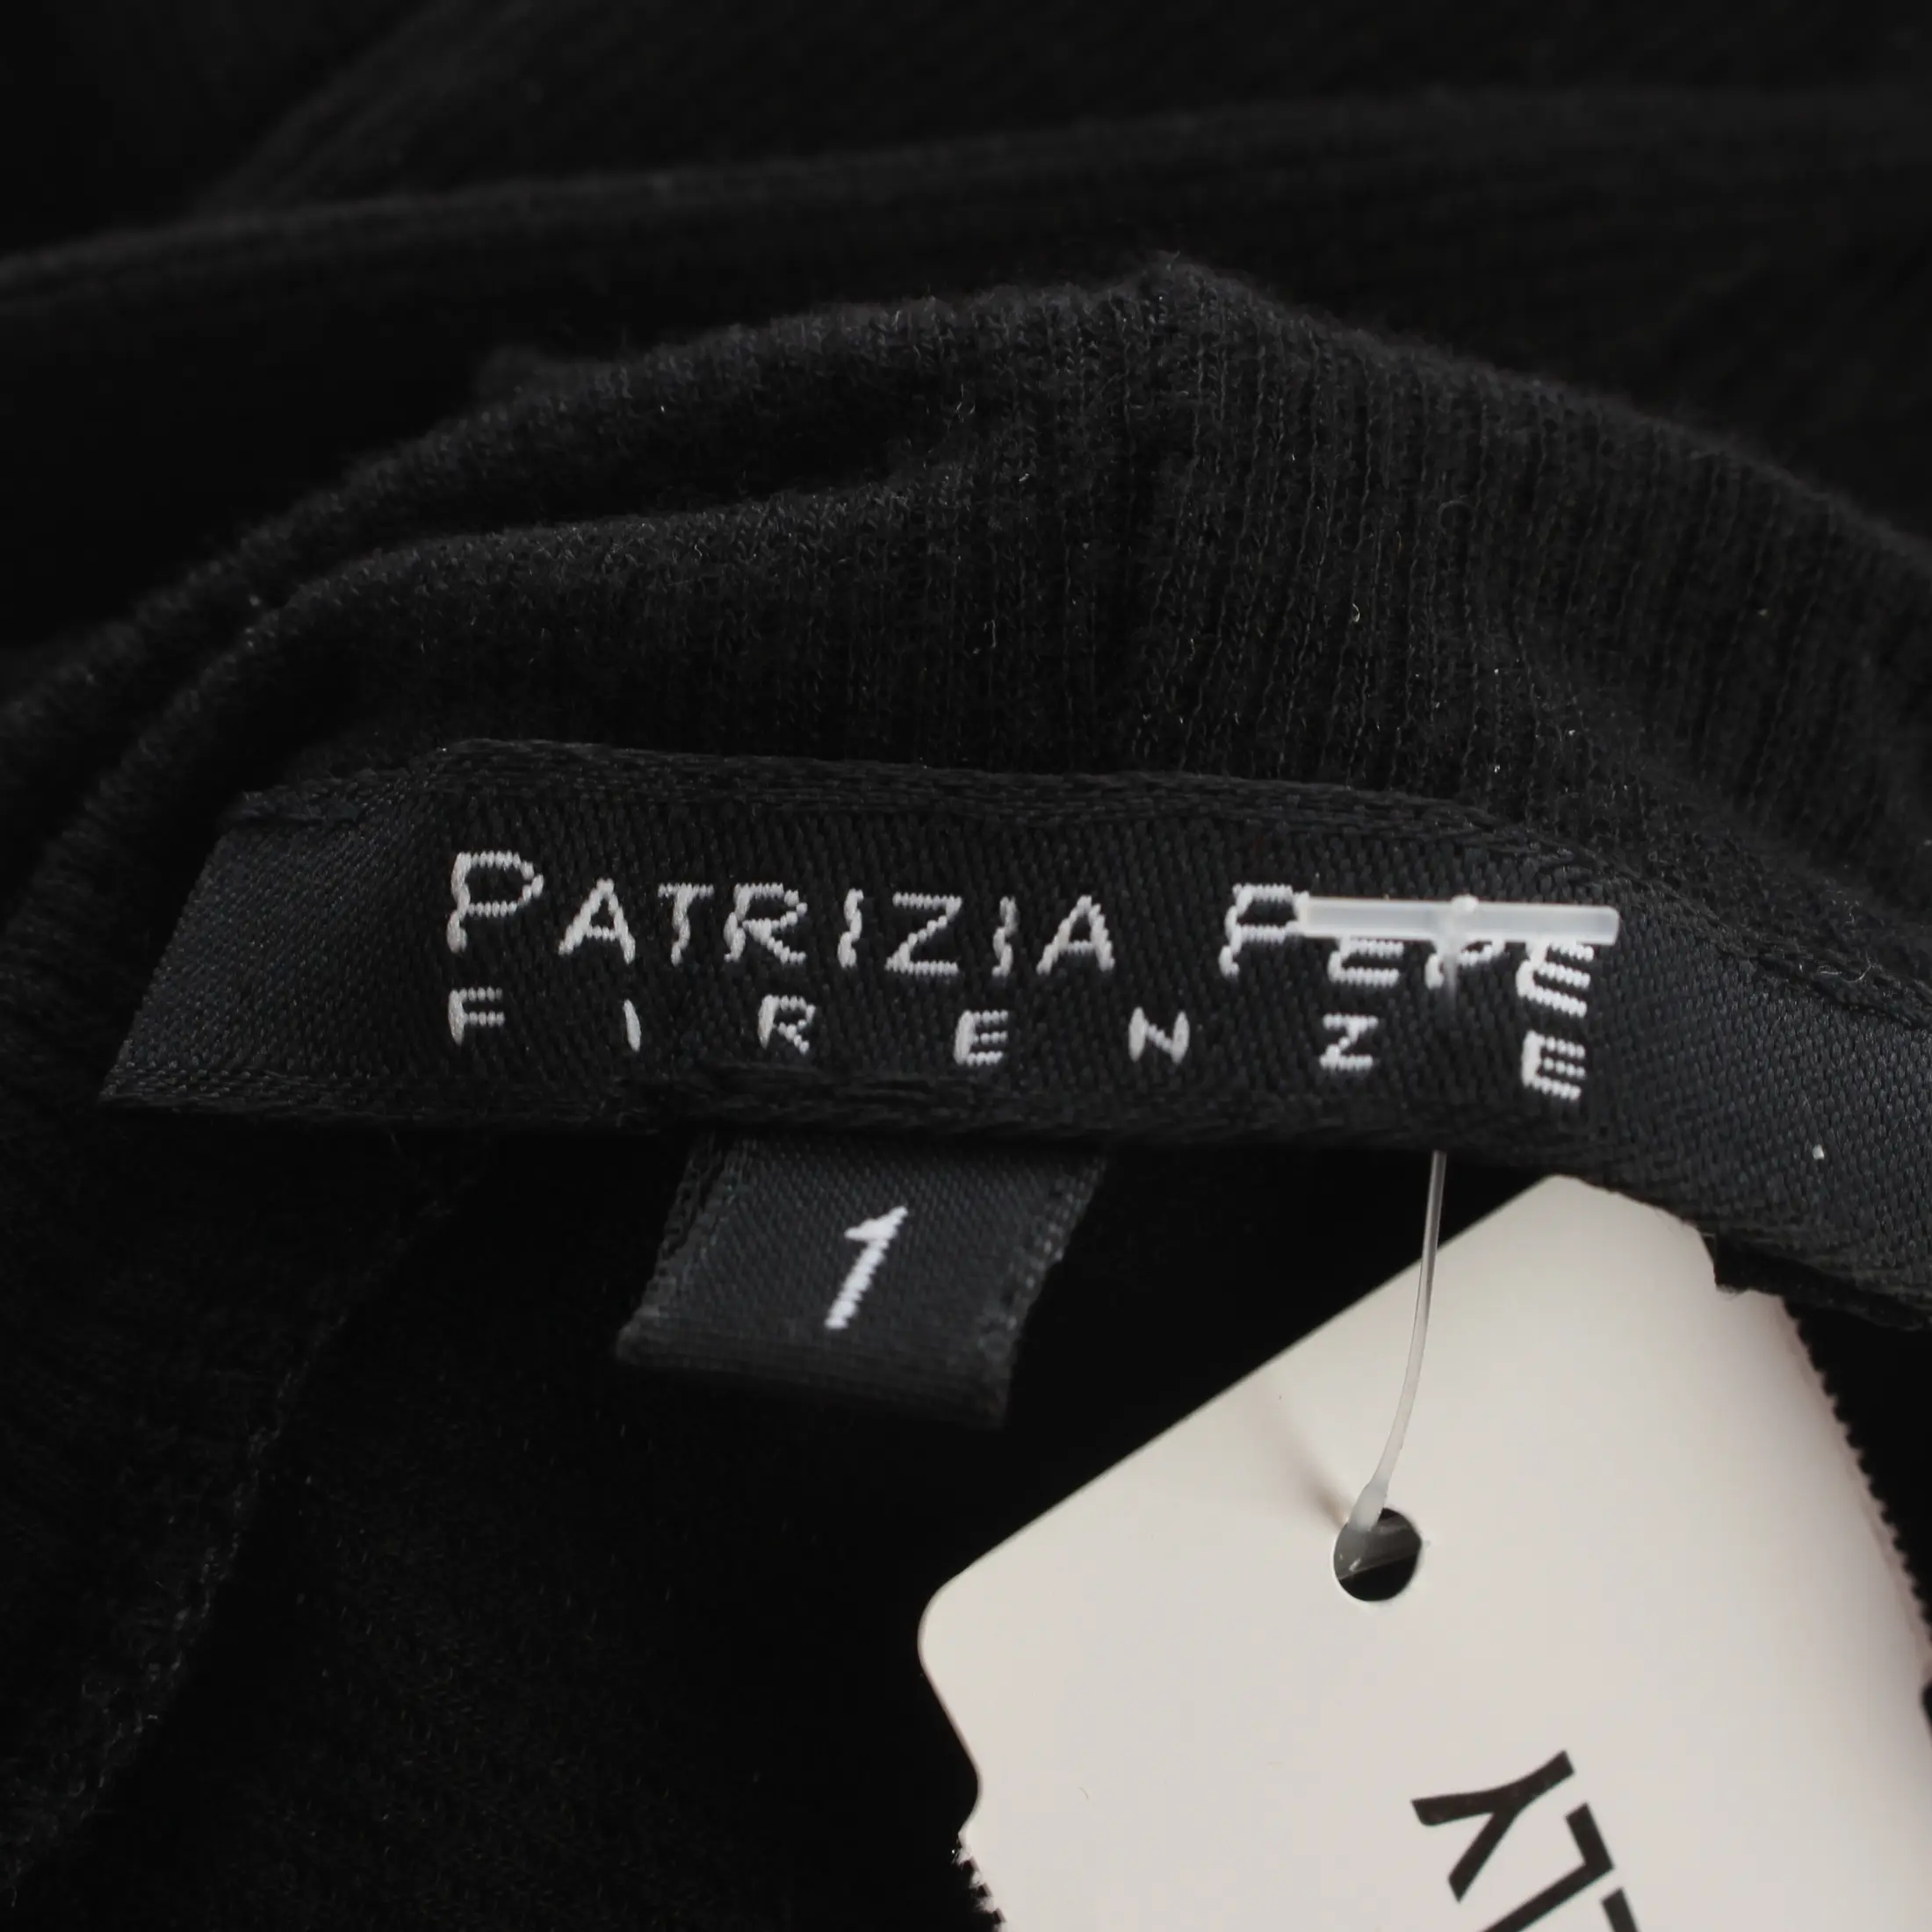 PATRIZIA PEPE
FIRENZE
1